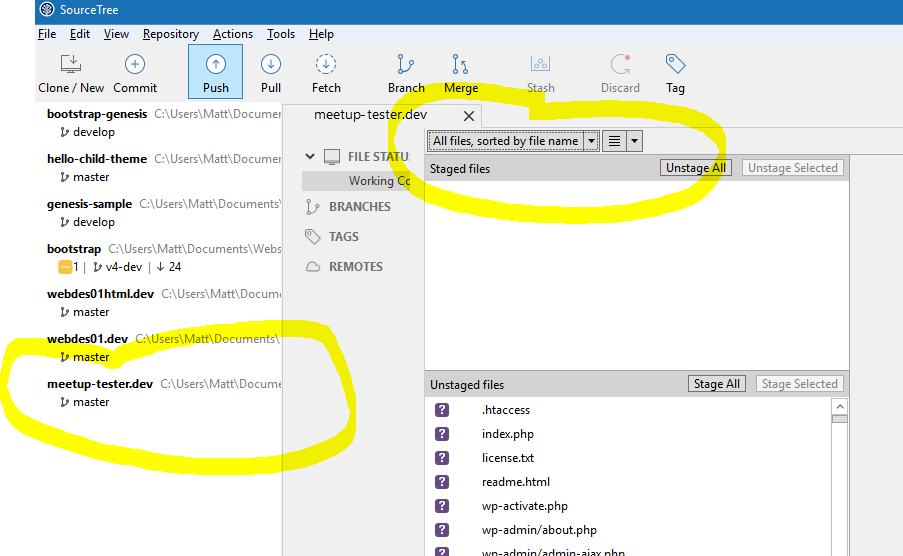 SourceTree
File Edit View Repository Actions Tools Help
Clone / New Commit Push Pull Fetch Branch Merge Stash Discard Tag
bootstrap-genesis C:\Users\Matt\Documen
develop
hello-child-theme C:\Users\Matt\Docume
master
genesis-sample C:\Users\Matt\Documen
develop
bootstrap C:\Users\Matt\Documents\Webs
1 | v4-dev | 24
webdes01html.dev C:\Users\Matt\Docume
master
webdes01.dev C:\Users\Matt\Documents\
master
meetup-tester.dev C:\Users\Matt\Docume
master
meetup-tester.dev
FILE STATUS
Working Co
BRANCHES
TAGS
REMOTES
All files, sorted by file name
Staged files Unstage All Unstage Selected
Unstaged files Stage All Stage Selected
.htaccess
index.php
license.txt
readme.html
wp-activate.php
wp-admin/about.php
wp-admin/admin-ajax.php